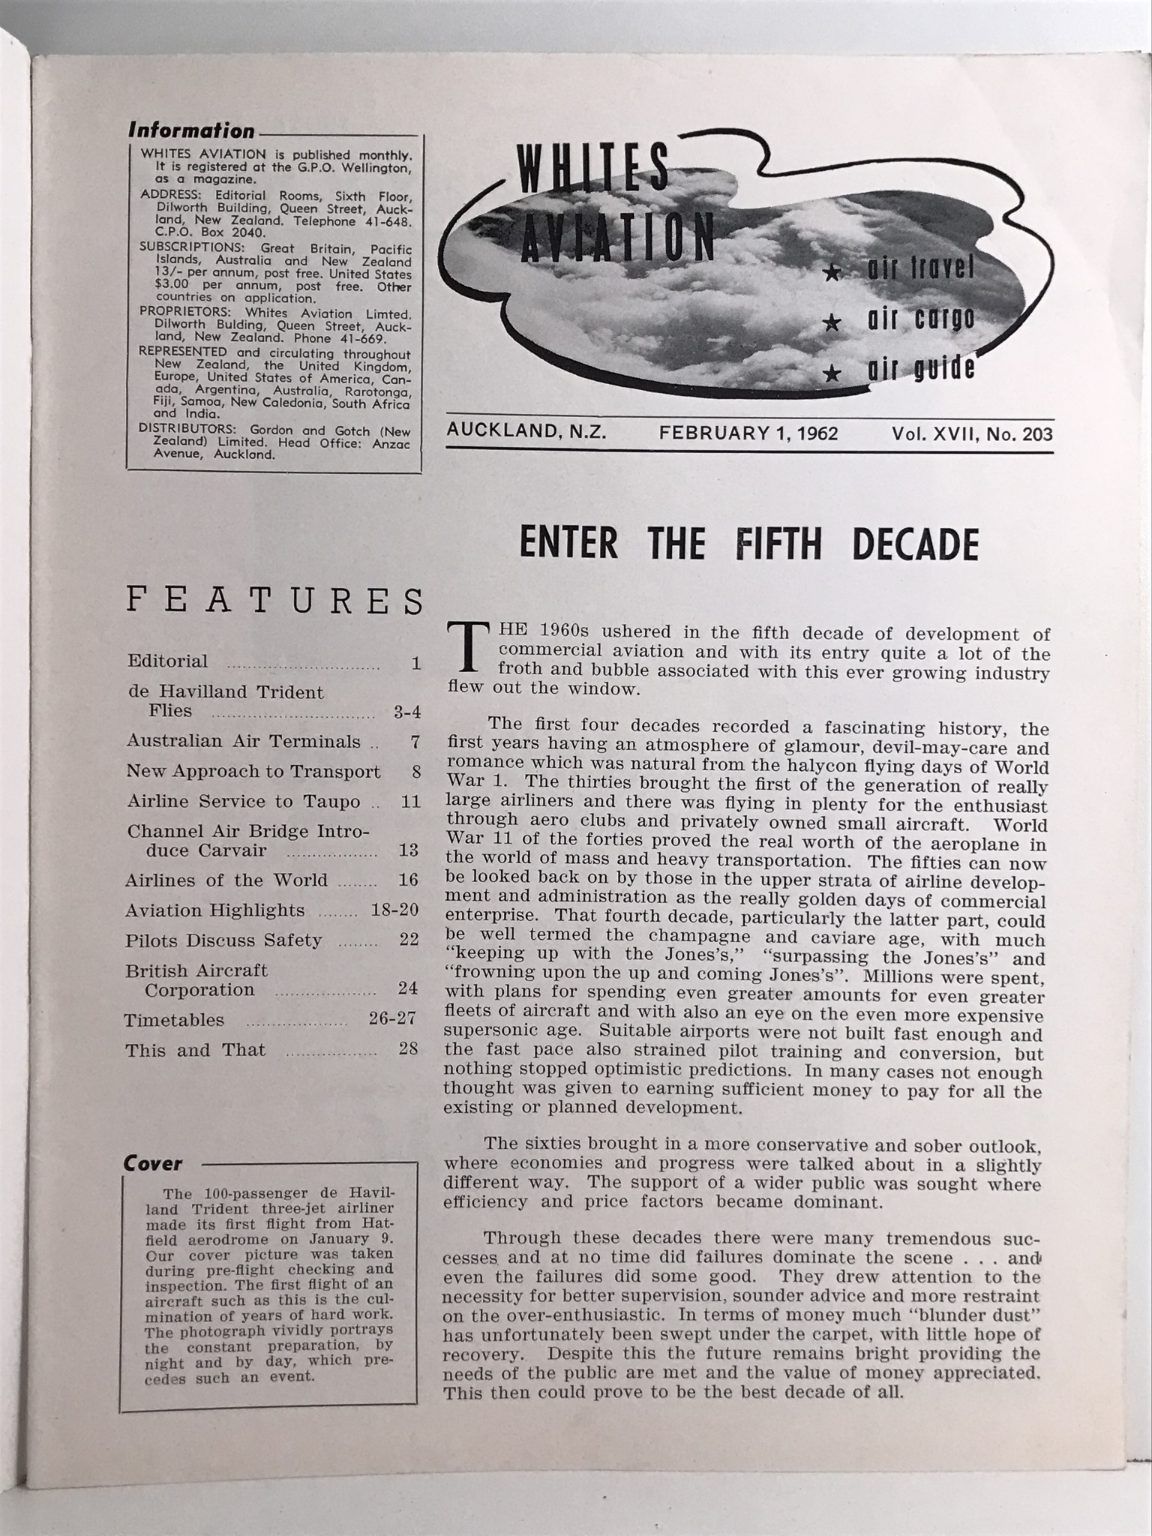 Information
WHITES AVIATION is published monthly.
It is registered at the G.P.O. Wellington,
as a magazine.
ADDRESS: Editorial Rooms, Sixth Floor,
Dilworth Building, Queen Street, Auck-
land, New Zealand. Telephone 41-648.
C.P.O. Box 2040.
SUBSCRIPTIONS: Great Britain, Pacific
Islands, Australia and New Zealand
13/- per annum, post free. United States
$3.00 per annum, post free. Other
countries on application.
PROPRIETORS: Whites Aviation Limted.
Dilworth Bulding, Queen Street, Auck-
land, New Zealand. Phone 41-669.
REPRESENTED and circulating throughout
New Zealand, the United Kingdom,
Europe, United States of America, Can-
ada, Argentina, Australia, Rarotonga,
Fiji, Samoa, New Caledonia, South Africa
and India.
DISTRIBUTORS: Gordon and Gotch (New
Zealand) Limited. Head Office: Anzac
Avenue, Auckland.
WHITES
AVIATION
★ air travel
★ air cargo
★ air guide
AUCKLAND, N.Z. FEBRUARY 1, 1962 Vol. XVII, No. 203
FEATURES
Editorial ............................ 1
de Havilland Trident
Flies ............................... 3-4
Australian Air Terminals .. 7
New Approach to Transport 8
Airline Service to Taupo .. 11
Channel Air Bridge Intro-
duce Carvair .................. 13
Airlines of the World ........ 16
Aviation Highlights ........ 18-20
Pilots Discuss Safety ........ 22
British Aircraft
Corporation .................... 24
Timetables .................... 26-27
This and That .................. 28
Cover
The 100-passenger de Havil-
land Trident three-jet airliner
made its first flight from Hat-
field aerodrome on January 9.
Our cover picture was taken
during pre-flight checking and
inspection. The first flight of an
aircraft such as this is the cul-
mination of years of hard work.
The photograph vividly portrays
the constant preparation, by
night and by day, which pre-
cedes such an event.
ENTER THE FIFTH DECADE
THE 1960s ushered in the fifth decade of development of
commercial aviation and with its entry quite a lot of the
froth and bubble associated with this ever growing industry
flew out the window.
The first four decades recorded a fascinating history, the
first years having an atmosphere of glamour, devil-may-care and
romance which was natural from the halycon flying days of World
War 1. The thirties brought the first of the generation of really
large airliners and there was flying in plenty for the enthusiast
through aero clubs and privately owned small aircraft. World
War 11 of the forties proved the real worth of the aeroplane in
the world of mass and heavy transportation. The fifties can now
be looked back on by those in the upper strata of airline develop-
ment and administration as the really golden days of commercial
enterprise. That fourth decade, particularly the latter part, could
be well termed the champagne and caviare age, with much
“keeping up with the Jones’s,” “surpassing the Jones’s” and
“frowning upon the up and coming Jones’s”. Millions were spent,
with plans for spending even greater amounts for even greater
fleets of aircraft and with also an eye on the even more expensive
supersonic age. Suitable airports were not built fast enough and
the fast pace also strained pilot training and conversion, but
nothing stopped optimistic predictions. In many cases not enough
thought was given to earning sufficient money to pay for all the
existing or planned development.
The sixties brought in a more conservative and sober outlook,
where economies and progress were talked about in a slightly
different way. The support of a wider public was sought where
efficiency and price factors became dominant.
Through these decades there were many tremendous suc-
cesses and at no time did failures dominate the scene . . . and
even the failures did some good. They drew attention to the
necessity for better supervision, sounder advice and more restraint
on the over-enthusiastic. In terms of money much “blunder dust”
has unfortunately been swept under the carpet, with little hope of
recovery. Despite this the future remains bright providing the
needs of the public are met and the value of money appreciated.
This then could prove to be the best decade of all.